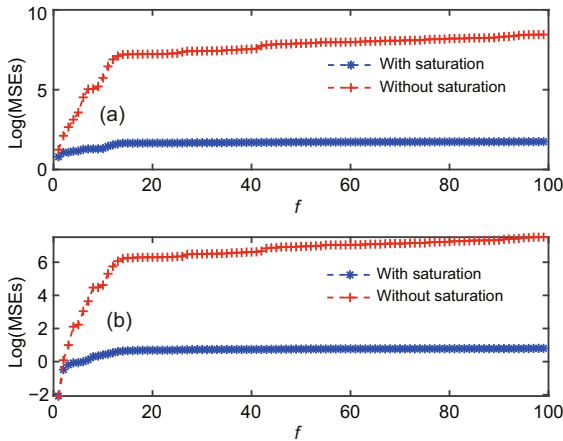 10
5
0
Log(MSEs)
With saturation
Without saturation
(a)
0 20 40 60 80 100
f
6
4
2
0
−2
Log(MSEs)
With saturation
Without saturation
(b)
0 20 40 60 80 100
f